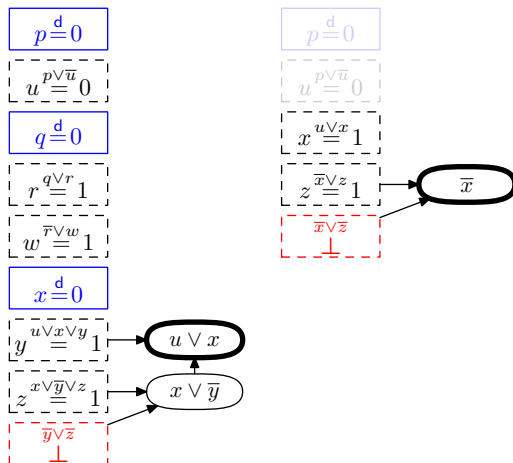 p =ᵈ 0
u =^{p∨u̅} 0
q =ᵈ 0
r =^{q∨r} 1
w =^{r̅∨w} 1
x =ᵈ 0
y =^{u∨x∨y} 1
u ∨ x
z =^{x∨y̅∨z} 1
x ∨ y̅
y̅∨z̅
⊥
p =ᵈ 0
u =^{p∨u̅} 0
x =^{u∨x} 1
z =^{x̅∨z} 1
x̅
x̅∨z̅
⊥